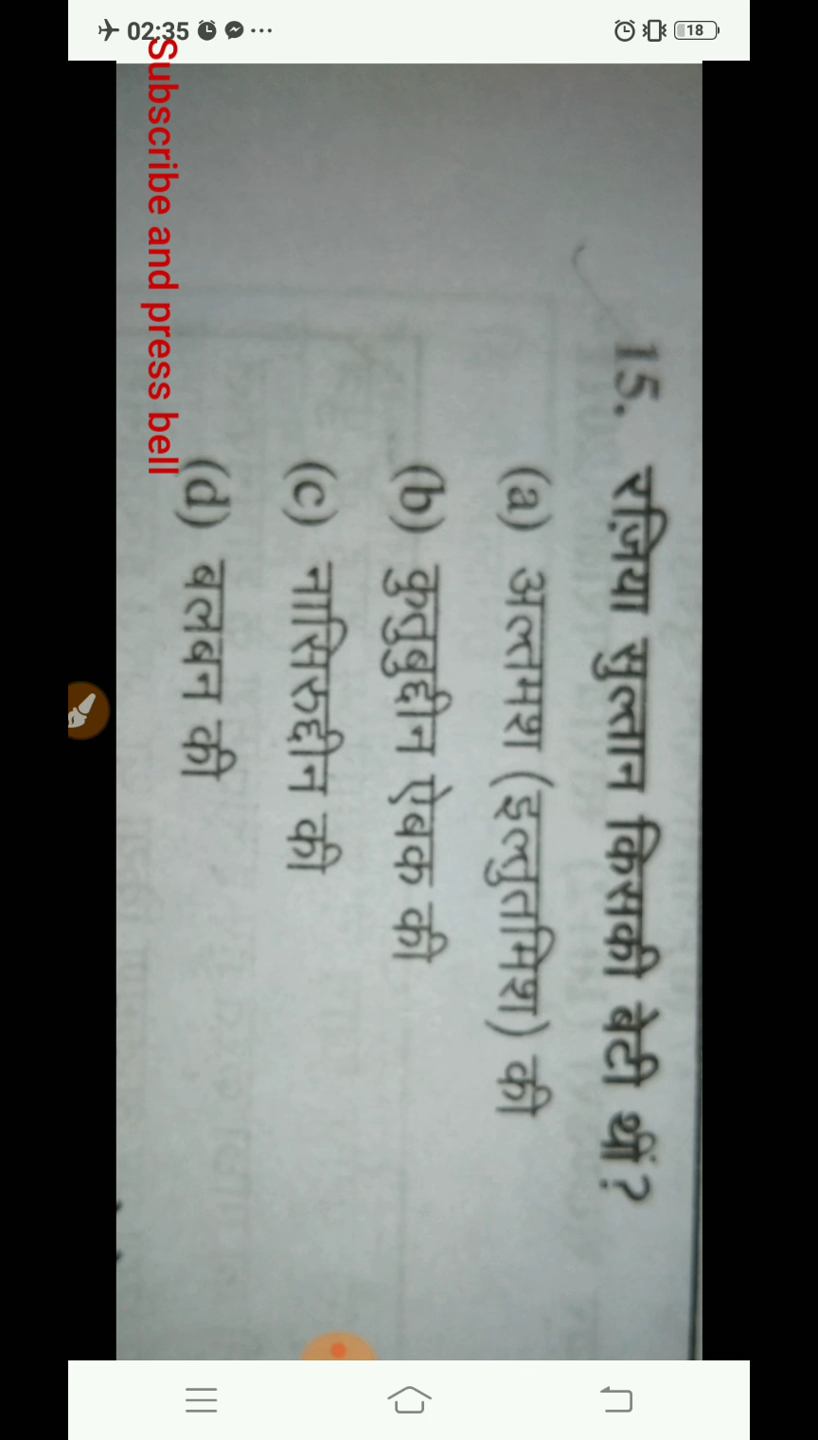 02:35
18
Subscribe and press bell
15. रज़िया सुल्तान किसकी बेटी थीं?
(a) अल्तमश (इल्तुतमिश) की
(b) कुतुबुद्दीन ऐबक की
(c) नासिरुद्दीन की
(d) बलबन की